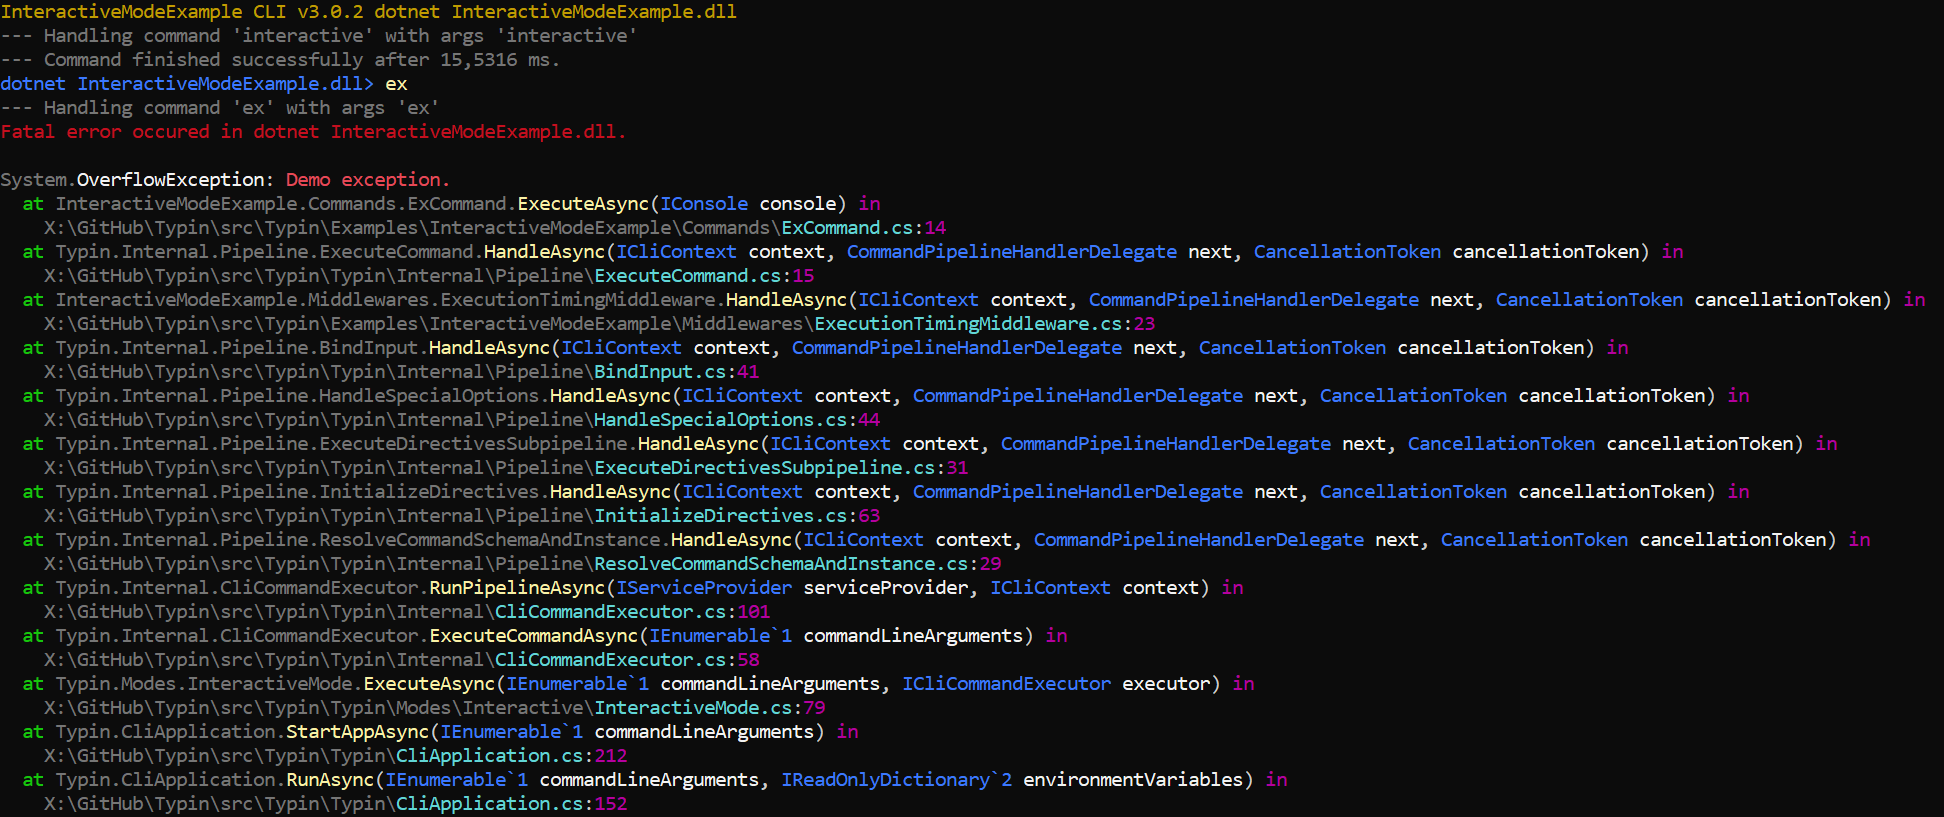 InteractiveModeExample CLI v3.0.2 dotnet InteractiveModeExample.dll
--- Handling command 'interactive' with args 'interactive'
--- Command finished successfully after 15,5316 ms.
dotnet InteractiveModeExample.dll> ex
--- Handling command 'ex' with args 'ex'
Fatal error occured in dotnet InteractiveModeExample.dll.
System.OverflowException: Demo exception.
at InteractiveModeExample.Commands.ExCommand.ExecuteAsync(IConsole console) in
X:\GitHub\Typin\src\Typin\Examples\InteractiveModeExample\Commands\ExCommand.cs:14
at Typin.Internal.Pipeline.ExecuteCommand.HandleAsync(ICliContext context, CommandPipelineHandlerDelegate next, CancellationToken cancellationToken) in
X:\GitHub\Typin\src\Typin\Typin\Internal\Pipeline\ExecuteCommand.cs:15
at InteractiveModeExample.Middlewares.ExecutionTimingMiddleware.HandleAsync(ICliContext context, CommandPipelineHandlerDelegate next, CancellationToken cancellationToken) in
X:\GitHub\Typin\src\Typin\Examples\InteractiveModeExample\Middlewares\ExecutionTimingMiddleware.cs:23
at Typin.Internal.Pipeline.BindInput.HandleAsync(ICliContext context, CommandPipelineHandlerDelegate next, CancellationToken cancellationToken) in
X:\GitHub\Typin\src\Typin\Typin\Internal\Pipeline\BindInput.cs:41
at Typin.Internal.Pipeline.HandleSpecialOptions.HandleAsync(ICliContext context, CommandPipelineHandlerDelegate next, CancellationToken cancellationToken) in
X:\GitHub\Typin\src\Typin\Typin\Internal\Pipeline\HandleSpecialOptions.cs:44
at Typin.Internal.Pipeline.ExecuteDirectivesSubpipeline.HandleAsync(ICliContext context, CommandPipelineHandlerDelegate next, CancellationToken cancellationToken) in
X:\GitHub\Typin\src\Typin\Typin\Internal\Pipeline\ExecuteDirectivesSubpipeline.cs:31
at Typin.Internal.Pipeline.InitializeDirectives.HandleAsync(ICliContext context, CommandPipelineHandlerDelegate next, CancellationToken cancellationToken) in
X:\GitHub\Typin\src\Typin\Typin\Internal\Pipeline\InitializeDirectives.cs:63
at Typin.Internal.Pipeline.ResolveCommandSchemaAndInstance.HandleAsync(ICliContext context, CommandPipelineHandlerDelegate next, CancellationToken cancellationToken) in
X:\GitHub\Typin\src\Typin\Typin\Internal\Pipeline\ResolveCommandSchemaAndInstance.cs:29
at Typin.Internal.CliCommandExecutor.RunPipelineAsync(IServiceProvider serviceProvider, ICliContext context) in
X:\GitHub\Typin\src\Typin\Typin\Internal\CliCommandExecutor.cs:101
at Typin.Internal.CliCommandExecutor.ExecuteCommandAsync(IEnumerable`1 commandLineArguments) in
X:\GitHub\Typin\src\Typin\Typin\Internal\CliCommandExecutor.cs:58
at Typin.Modes.InteractiveMode.ExecuteAsync(IEnumerable`1 commandLineArguments, ICliCommandExecutor executor) in
X:\GitHub\Typin\src\Typin\Typin\Modes\Interactive\InteractiveMode.cs:79
at Typin.CliApplication.StartAppAsync(IEnumerable`1 commandLineArguments) in
X:\GitHub\Typin\src\Typin\Typin\CliApplication.cs:212
at Typin.CliApplication.RunAsync(IEnumerable`1 commandLineArguments, IReadOnlyDictionary`2 environmentVariables) in
X:\GitHub\Typin\src\Typin\Typin\CliApplication.cs:152